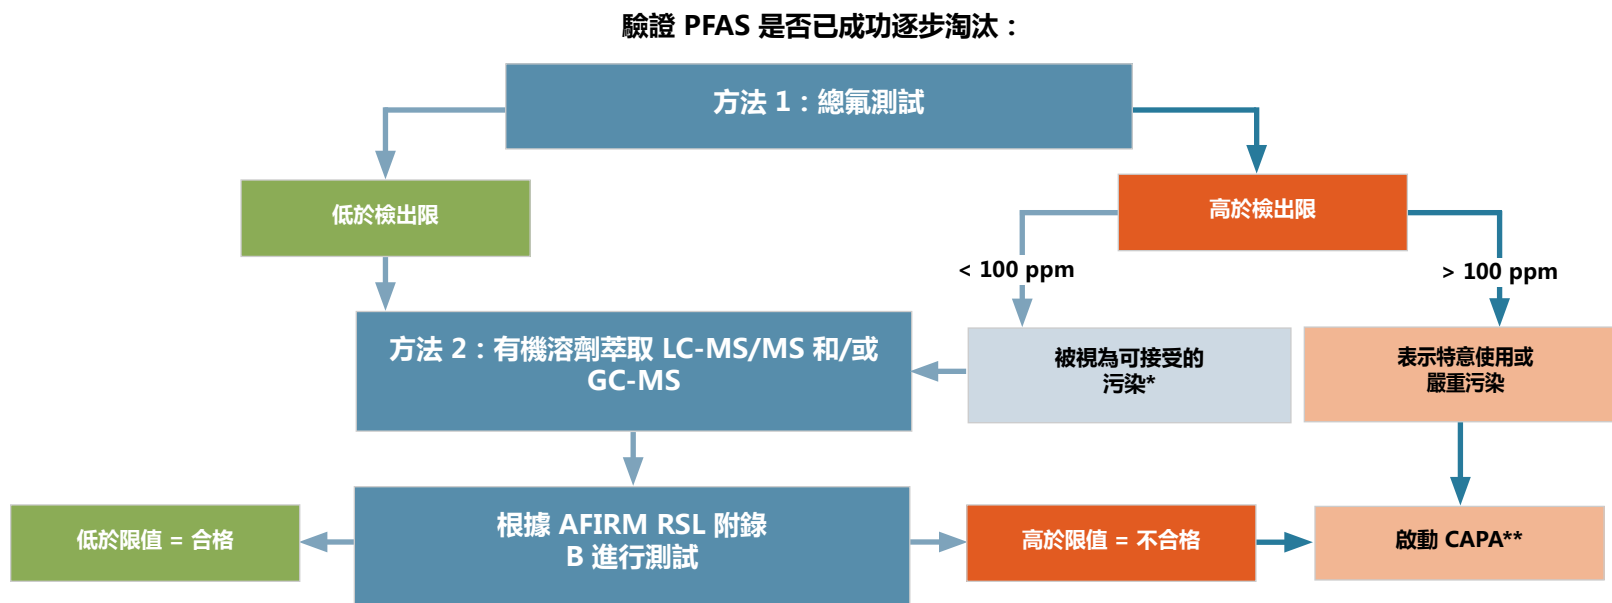 驗證 PFAS 是否已成功逐步淘汰：
方法 1：總氟測試
低於檢出限
高於檢出限
< 100 ppm
> 100 ppm
方法 2：有機溶劑萃取 LC-MS/MS 和/或
GC-MS
被視為可接受的
污染*
表示特意使用或
嚴重污染
低於限值 = 合格
根據 AFIRM RSL 附錄
B 進行測試
高於限值 = 不合格
啟動 CAPA**